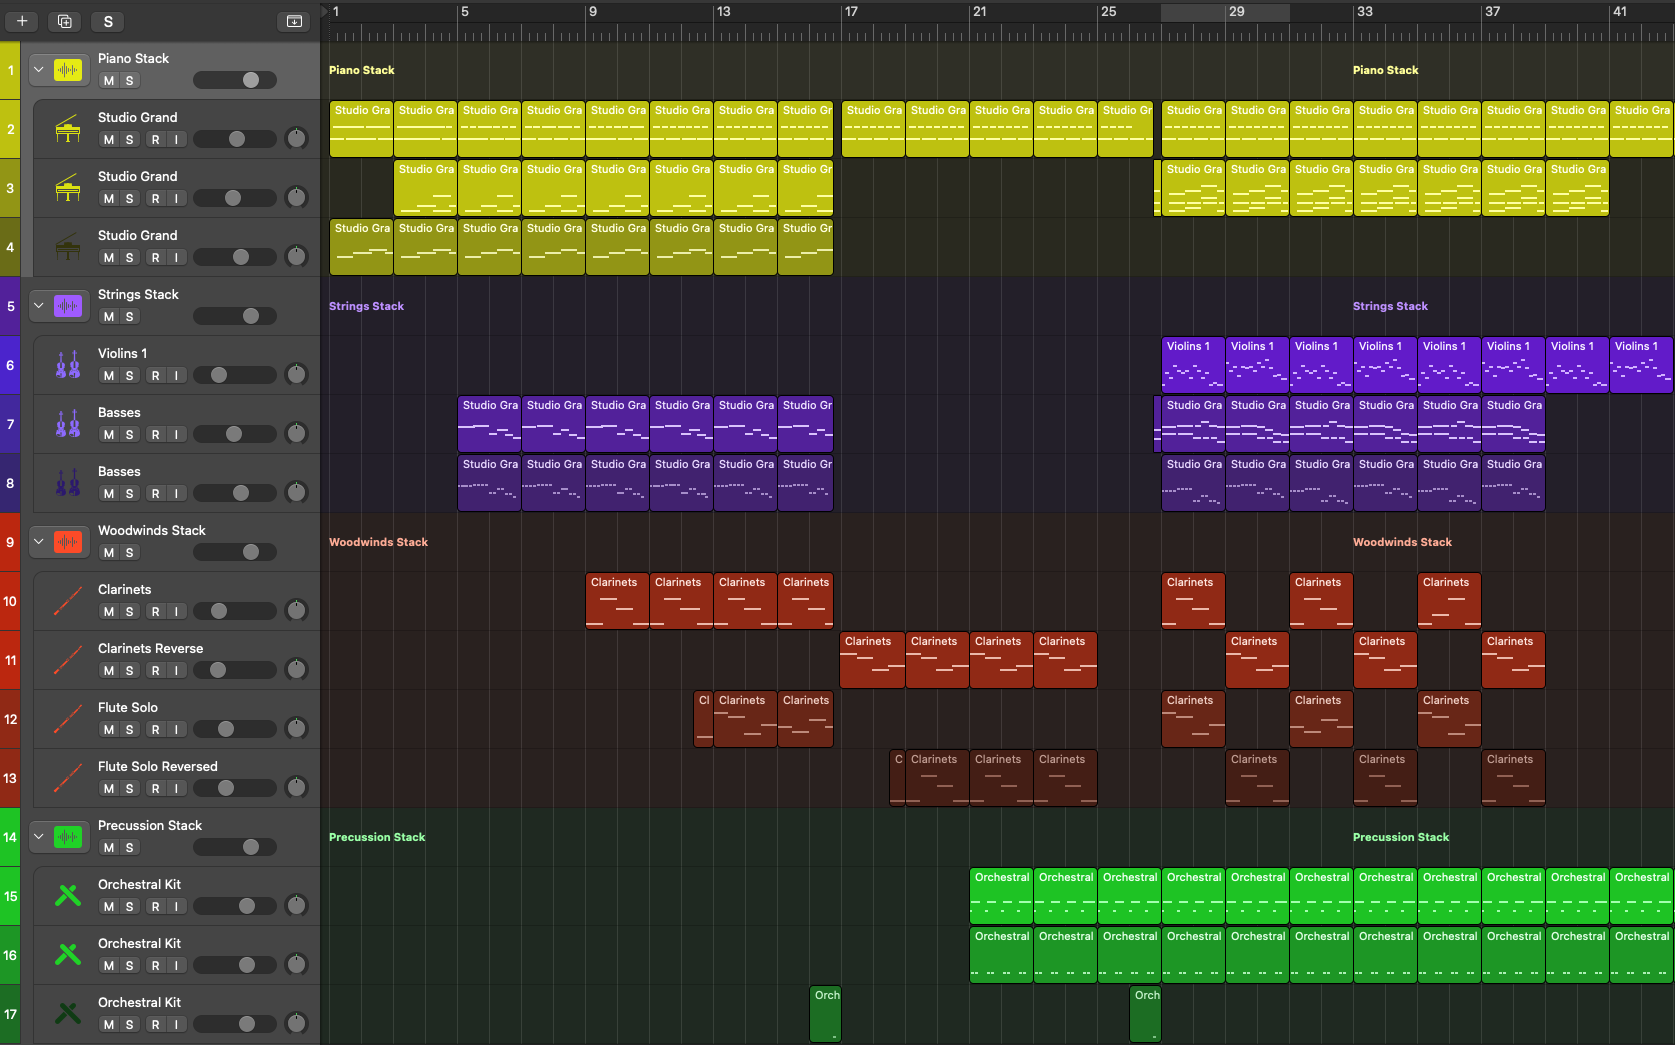 + S 1 5 9 13 17 21 25 29 33 37 41
1 Piano Stack
M S
Piano Stack Piano Stack
2 Studio Grand
M S R I
Studio Gra Studio Gra Studio Gra Studio Gra Studio Gra Studio Gra Studio Gra Studio Gr Studio Gra Studio Gra Studio Gra Studio Gra Studio Gr Studio Gra Studio Gra Studio Gra Studio Gra Studio Gra Studio Gra Studio Gra Studio Gra
3 Studio Grand
M S R I
Studio Gra Studio Gra Studio Gra Studio Gra Studio Gra Studio Gra Studio Gr Studio Gra Studio Gra Studio Gra Studio Gra Studio Gra Studio Gra Studio Gra
4 Studio Grand
M S R I
Studio Gra Studio Gra Studio Gra Studio Gra Studio Gra Studio Gra Studio Gra Studio Gr
5 Strings Stack
M S
Strings Stack Strings Stack
6 Violins 1
M S R I
Violins 1 Violins 1 Violins 1 Violins 1 Violins 1 Violins 1 Violins 1 Violins 1
7 Basses
M S R I
Studio Gra Studio Gra Studio Gra Studio Gra Studio Gra Studio Gr Studio Gra Studio Gra Studio Gra Studio Gra Studio Gra Studio Gra
8 Basses
M S R I
Studio Gra Studio Gra Studio Gra Studio Gra Studio Gra Studio Gr Studio Gra Studio Gra Studio Gra Studio Gra Studio Gra Studio Gra
9 Woodwinds Stack
M S
Woodwinds Stack Woodwinds Stack
10 Clarinets
M S R I
Clarinets Clarinets Clarinets Clarinets Clarinets Clarinets Clarinets
11 Clarinets Reverse
M S R I
Clarinets Clarinets Clarinets Clarinets Clarinets Clarinets Clarinets
12 Flute Solo
M S R I
Cl Clarinets Clarinets Clarinets Clarinets Clarinets
13 Flute Solo Reversed
M S R I
C Clarinets Clarinets Clarinets Clarinets Clarinets Clarinets
14 Precussion Stack
M S
Precussion Stack Precussion Stack
15 Orchestral Kit
M S R I
Orchestral Orchestral Orchestral Orchestral Orchestral Orchestral Orchestral Orchestral Orchestral Orchestral Orchestral
16 Orchestral Kit
M S R I
Orchestral Orchestral Orchestral Orchestral Orchestral Orchestral Orchestral Orchestral Orchestral Orchestral Orchestral
17 Orchestral Kit
M S R I
Orch Orch